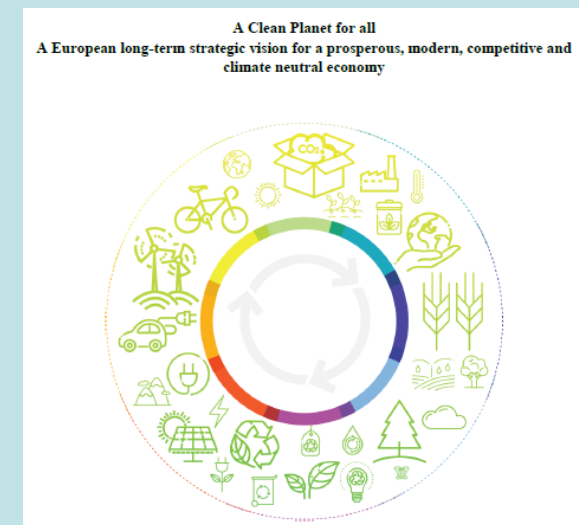 A Clean Planet for all
A European long-term strategic vision for a prosperous, modern, competitive and
climate neutral economy
CO₂